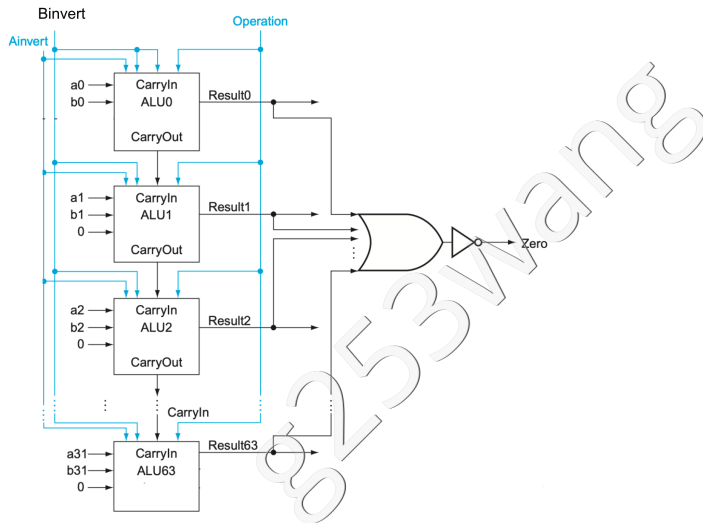 Binvert
Operation
Ainvert
a0
b0
CarryIn
ALU0
CarryOut
Result0
a1
b1
0
CarryIn
ALU1
CarryOut
Result1
Zero
a2
b2
0
CarryIn
ALU2
CarryOut
Result2
CarryIn
a31
b31
0
CarryIn
ALU63
Result63
g253wang